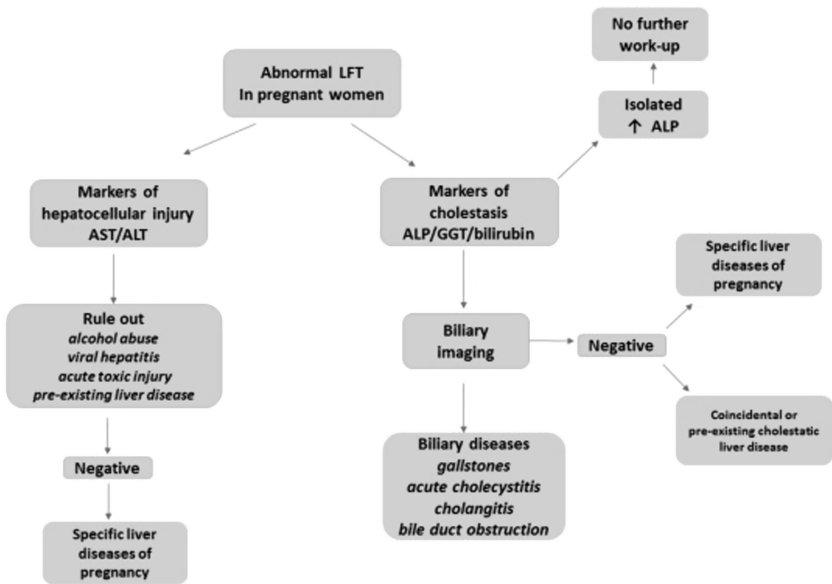 Abnormal LFT
In pregnant women
No further
work-up
Isolated
↑ ALP
Markers of
hepatocellular injury
AST/ALT
Markers of
cholestasis
ALP/GGT/bilirubin
Rule out
alcohol abuse
viral hepatitis
acute toxic injury
pre-existing liver disease
Negative
Specific liver
diseases of
pregnancy
Biliary
imaging
Negative
Specific liver
diseases of
pregnancy
Coincidental or
pre-existing cholestatic
liver disease
Biliary diseases
gallstones
acute cholecystitis
cholangitis
bile duct obstruction